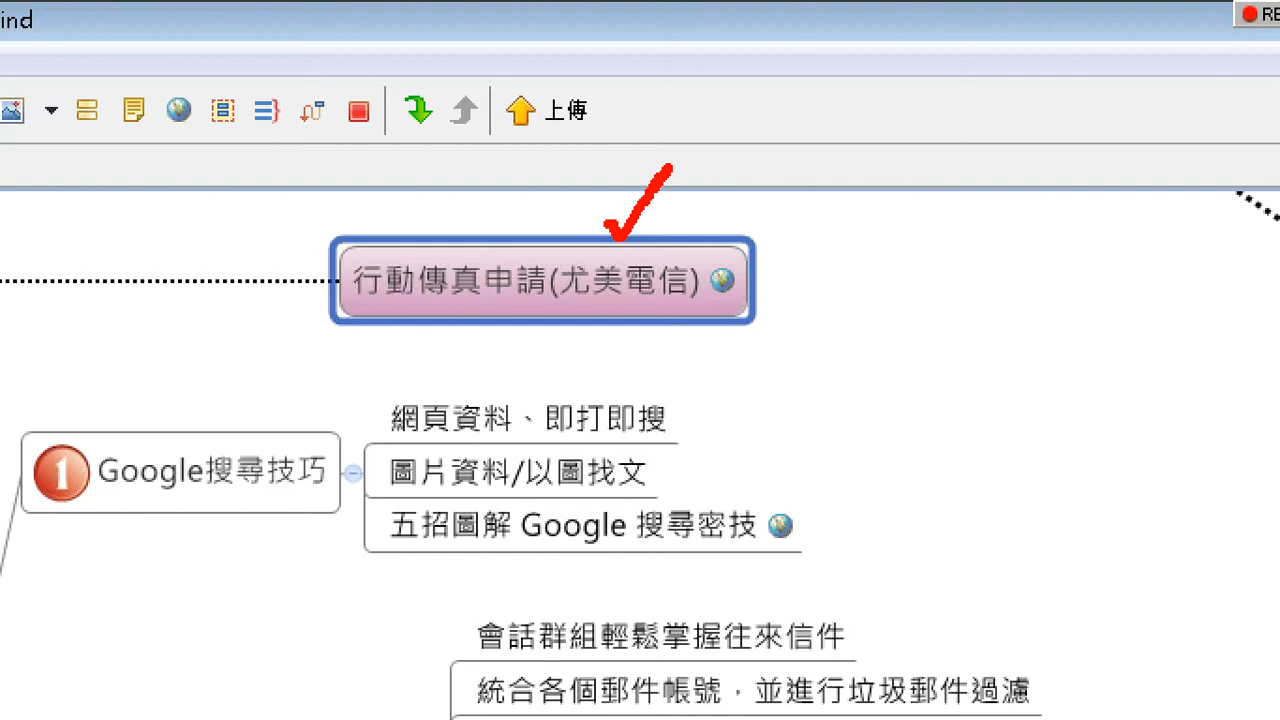 ind
上傳
行動傳真申請(尤美電信)
網頁資料、即打即搜
1 Google搜尋技巧
圖片資料/以圖找文
五招圖解 Google 搜尋密技
會話群組輕鬆掌握往來信件
統合各個郵件帳號，並進行垃圾郵件過濾